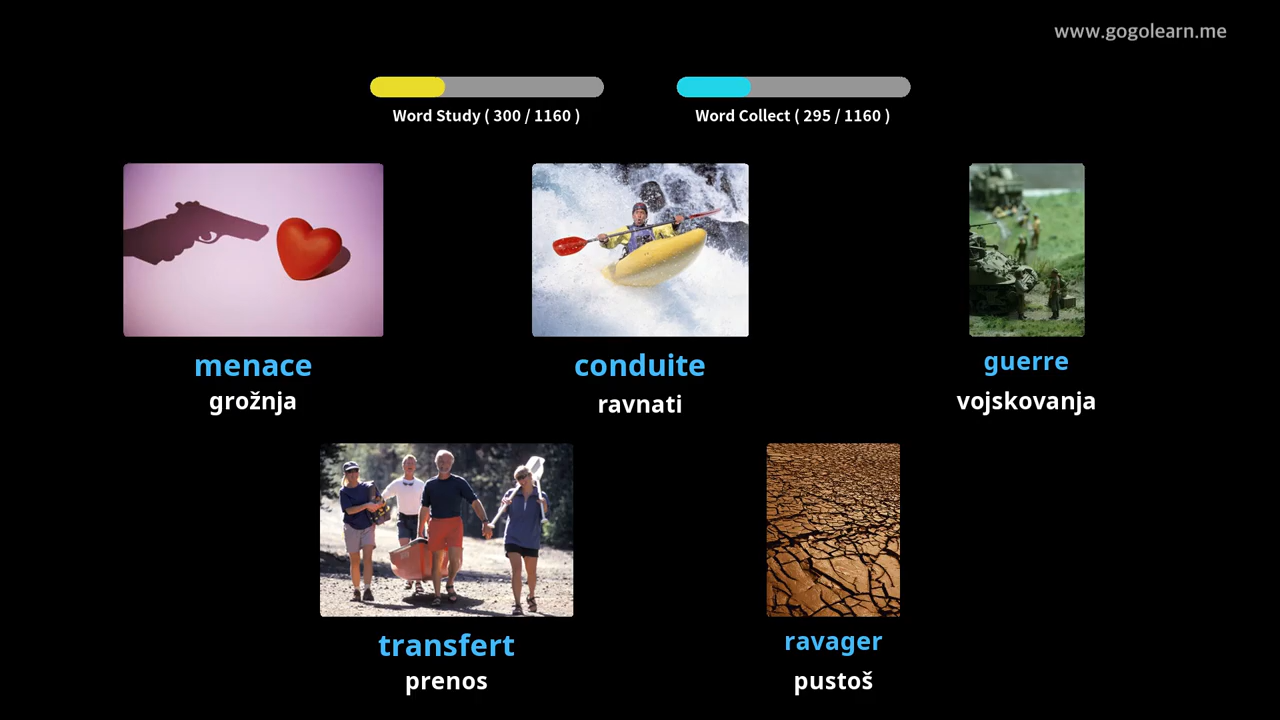 www.gogolearn.me
Word Study ( 300 / 1160 )
Word Collect ( 295 / 1160 )
menace
grožnja
conduite
ravnati
guerre
vojskovanja
transfert
prenos
ravager
pustoš